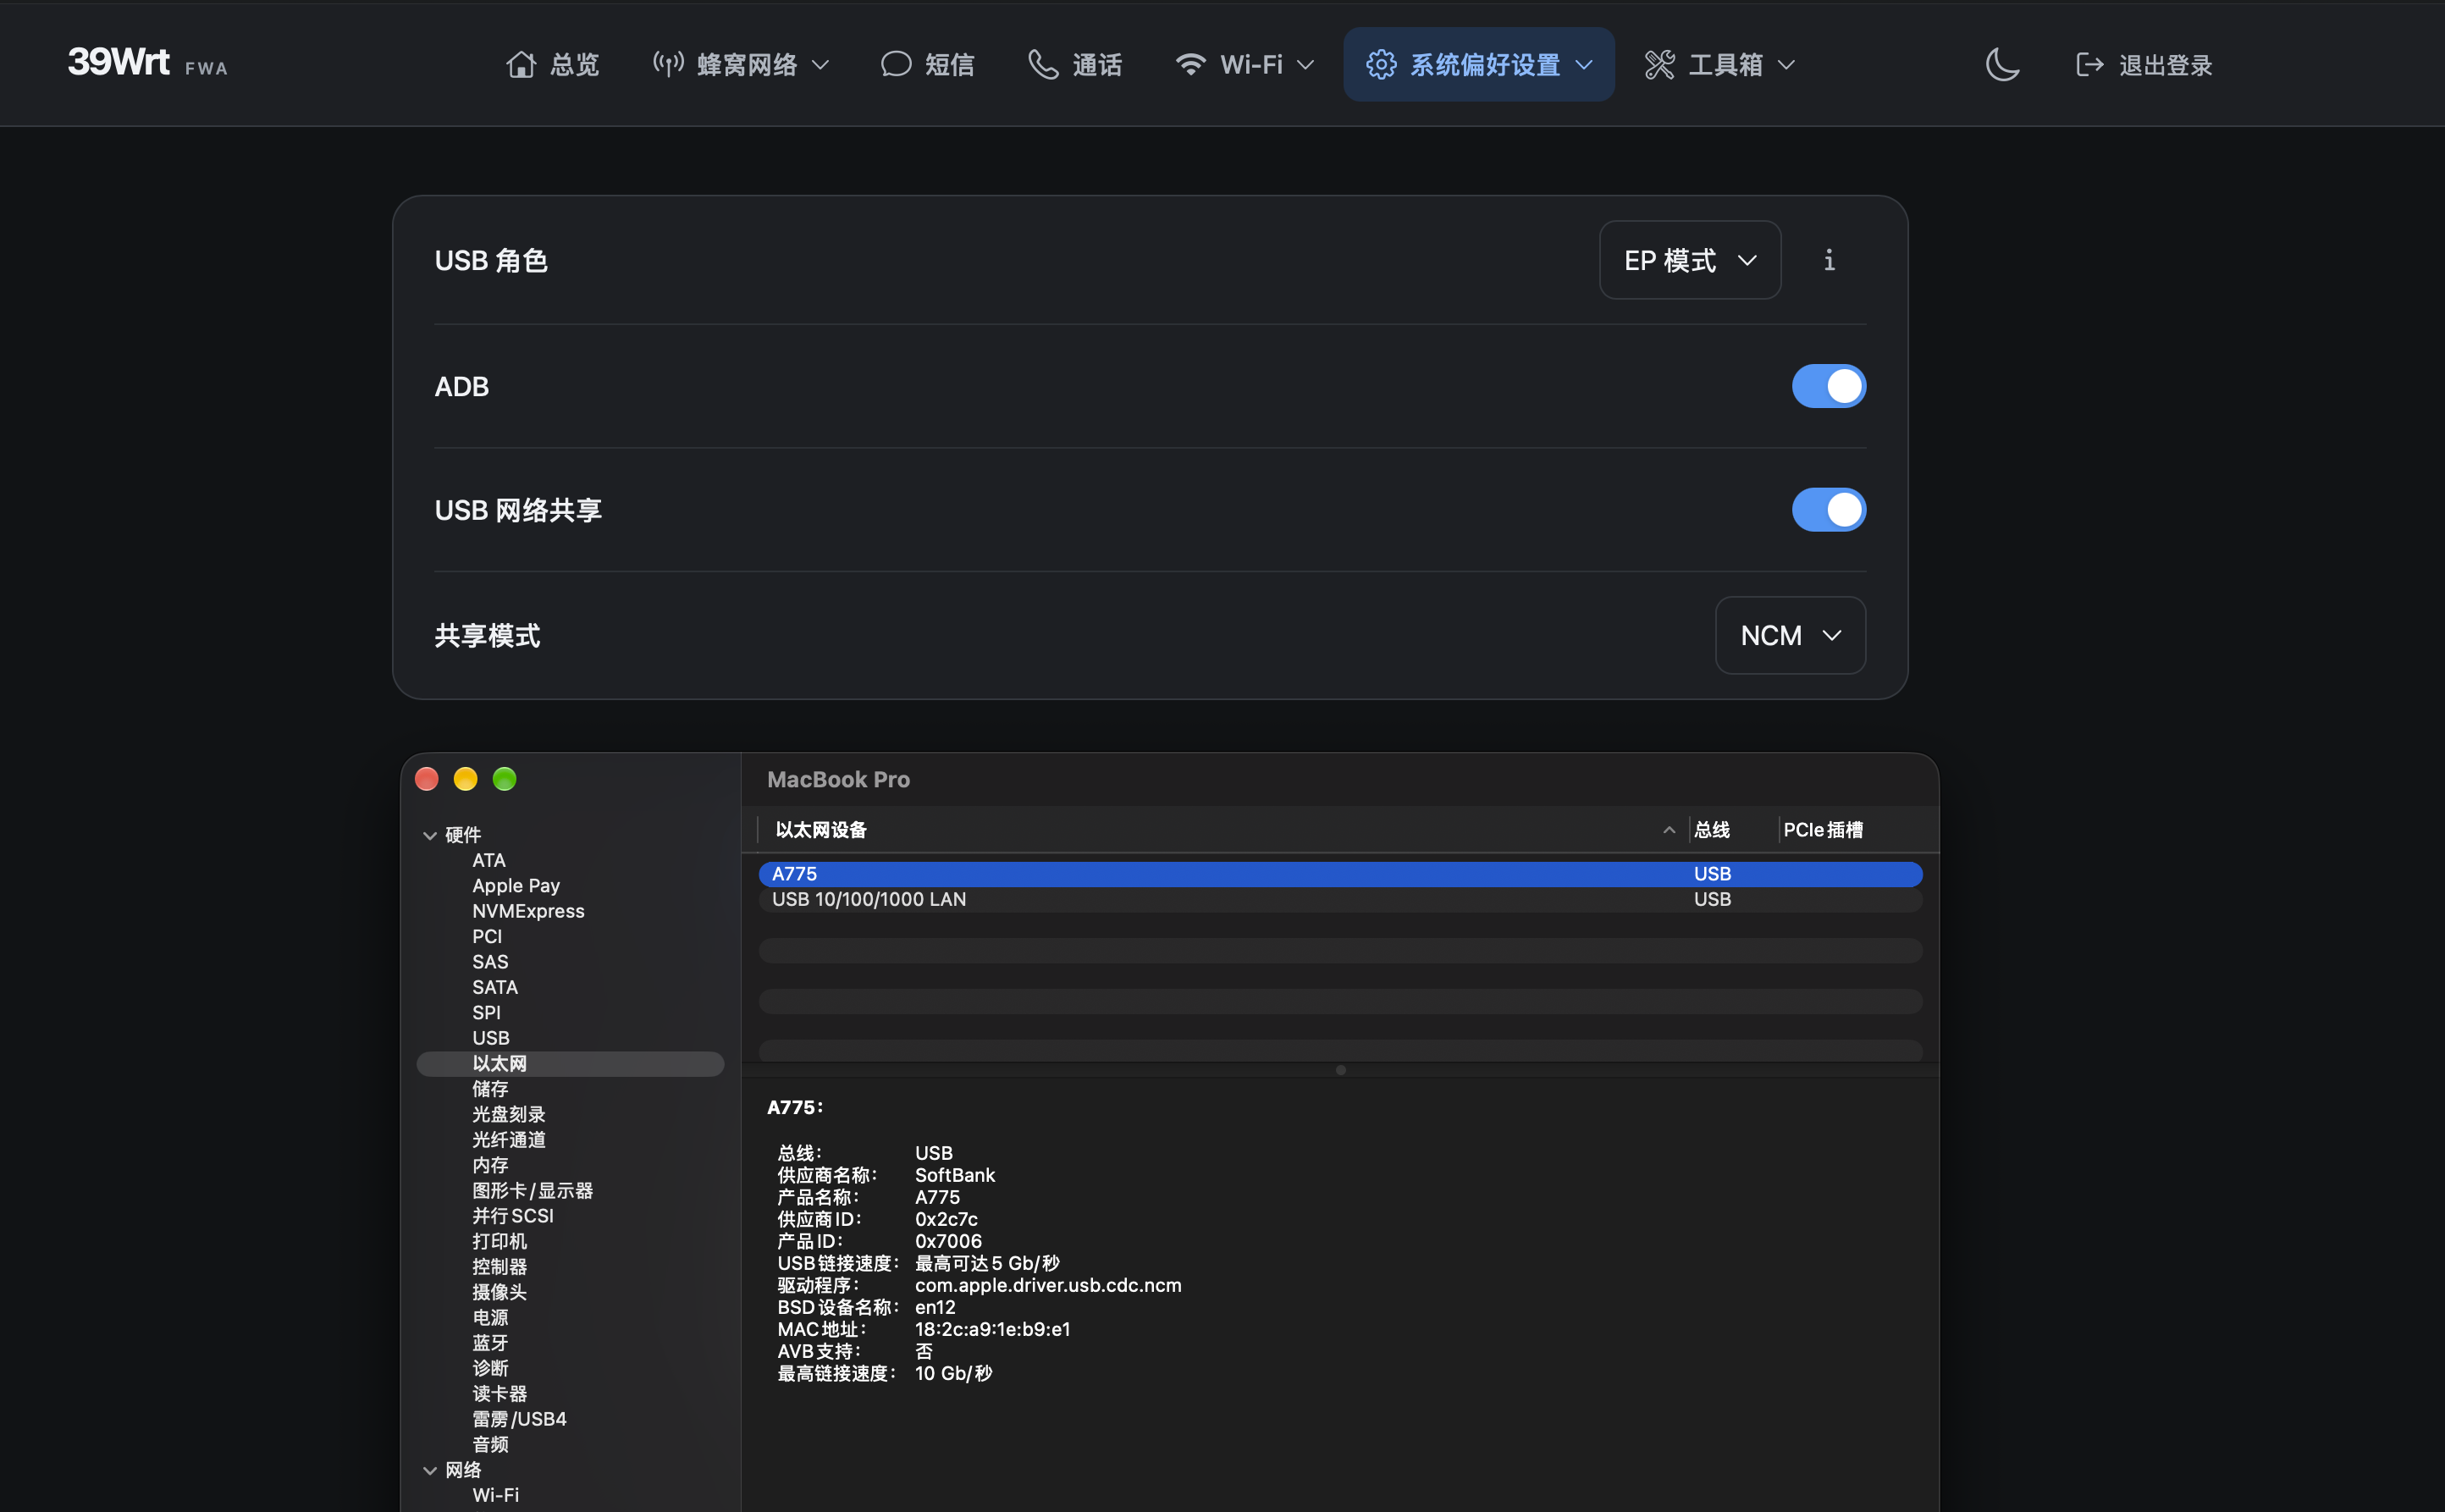 39Wrt FWA
总览
蜂窝网络
短信
通话
Wi-Fi
系统偏好设置
工具箱
退出登录
USB 角色
EP 模式
i
ADB
USB 网络共享
共享模式
NCM
MacBook Pro
硬件
ATA
Apple Pay
NVMExpress
PCI
SAS
SATA
SPI
USB
以太网
储存
光盘刻录
光纤通道
内存
图形卡/显示器
并行SCSI
打印机
控制器
摄像头
电源
蓝牙
诊断
读卡器
雷雳/USB4
音频
网络
Wi-Fi
以太网设备 总线 PCIe插槽
A775 USB
USB 10/100/1000 LAN USB
A775:
总线: USB
供应商名称: SoftBank
产品名称: A775
供应商ID: 0x2c7c
产品ID: 0x7006
USB链接速度: 最高可达5 Gb/秒
驱动程序: com.apple.driver.usb.cdc.ncm
BSD设备名称: en12
MAC地址: 18:2c:a9:1e:b9:e1
AVB支持: 否
最高链接速度: 10 Gb/秒